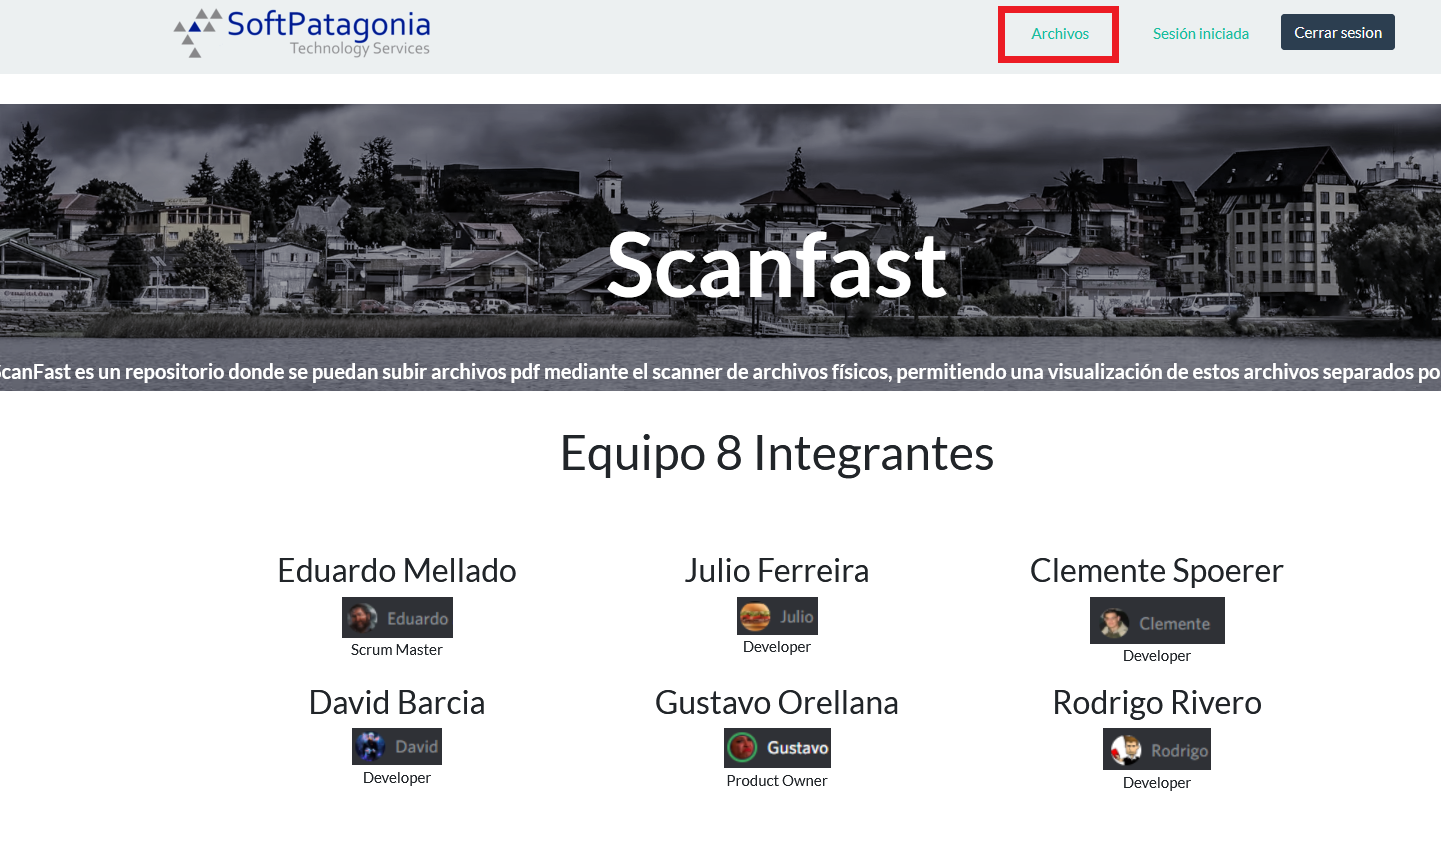 SoftPatagonia
Technology Services
Archivos
Sesión iniciada
Cerrar sesion
Scanfast
ScanFast es un repositorio donde se puedan subir archivos pdf mediante el scanner de archivos físicos, permitiendo una visualización de estos archivos separados po
Equipo 8 Integrantes
Eduardo Mellado
Julio Ferreira
Clemente Spoerer
Eduardo
Julio
Clemente
Scrum Master
Developer
Developer
David Barcia
Gustavo Orellana
Rodrigo Rivero
David
Gustavo
Rodrigo
Developer
Product Owner
Developer